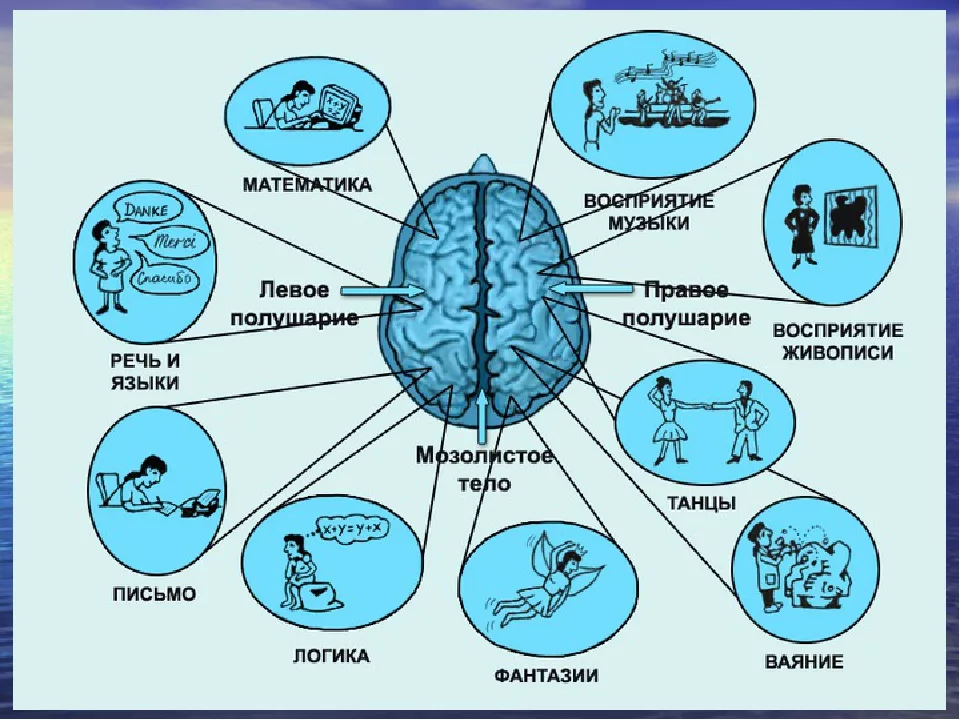 МАТЕМАТИКА
x+y
ВОСПРИЯТИЕ
МУЗЫКИ
DANKE
Merci
Спасибо
РЕЧЬ И
ЯЗЫКИ
Левое
полушарие
Правое
полушарие
ВОСПРИЯТИЕ
ЖИВОПИСИ
Мозолистое
тело
ТАНЦЫ
ПИСЬМО
x+y=y+x
ЛОГИКА
ФАНТАЗИИ
ВАЯНИЕ